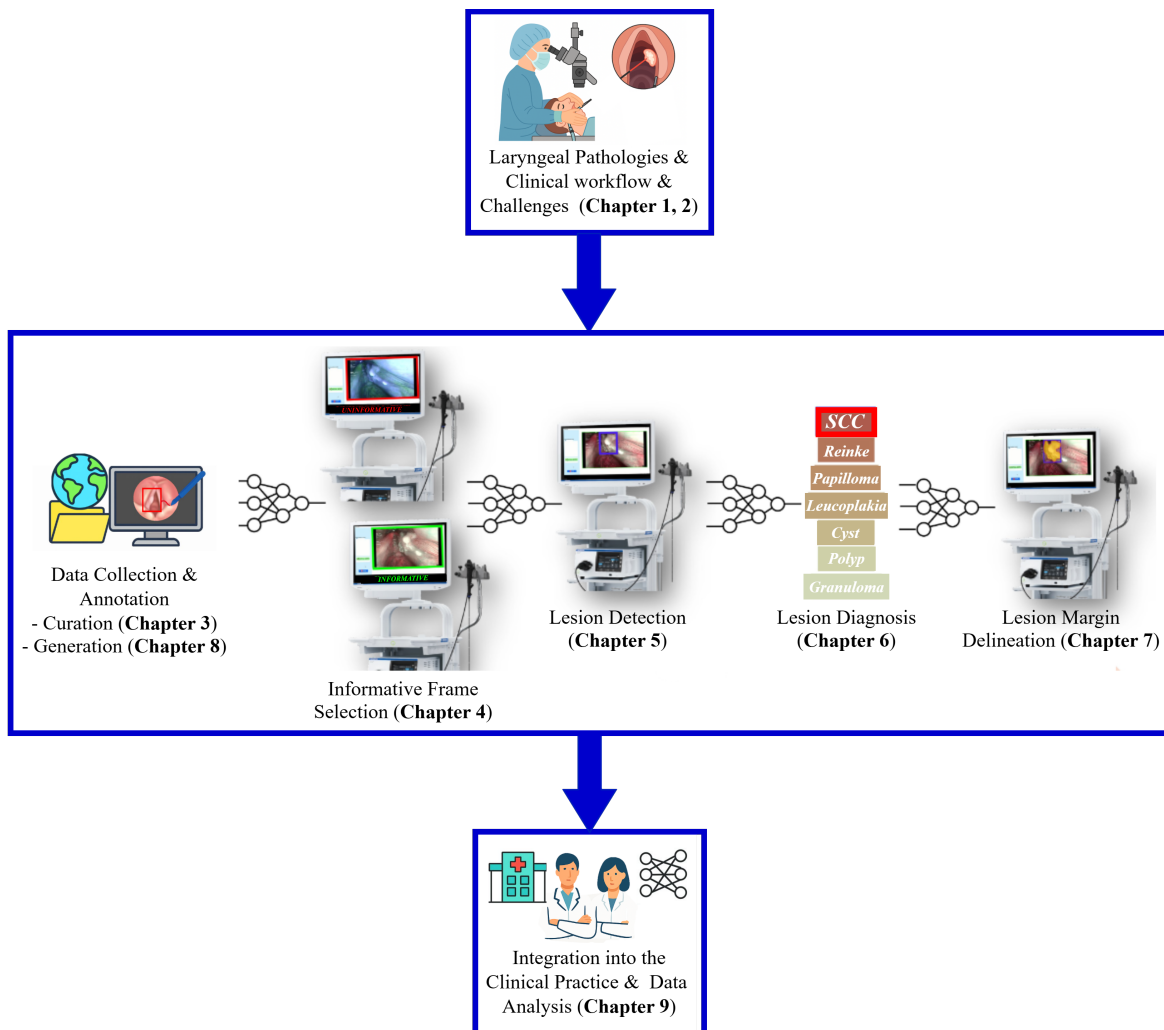 Laryngeal Pathologies &
Clinical workflow &
Challenges (Chapter 1, 2)
UNINFORMATIVE
INFORMATIVE
Data Collection &
Annotation
- Curation (Chapter 3)
- Generation (Chapter 8)
Informative Frame
Selection (Chapter 4)
Lesion Detection
(Chapter 5)
SCC
Reinke
Papilloma
Leucoplakia
Cyst
Polyp
Granuloma
Lesion Diagnosis
(Chapter 6)
Lesion Margin
Delineation (Chapter 7)
Integration into the
Clinical Practice & Data
Analysis (Chapter 9)